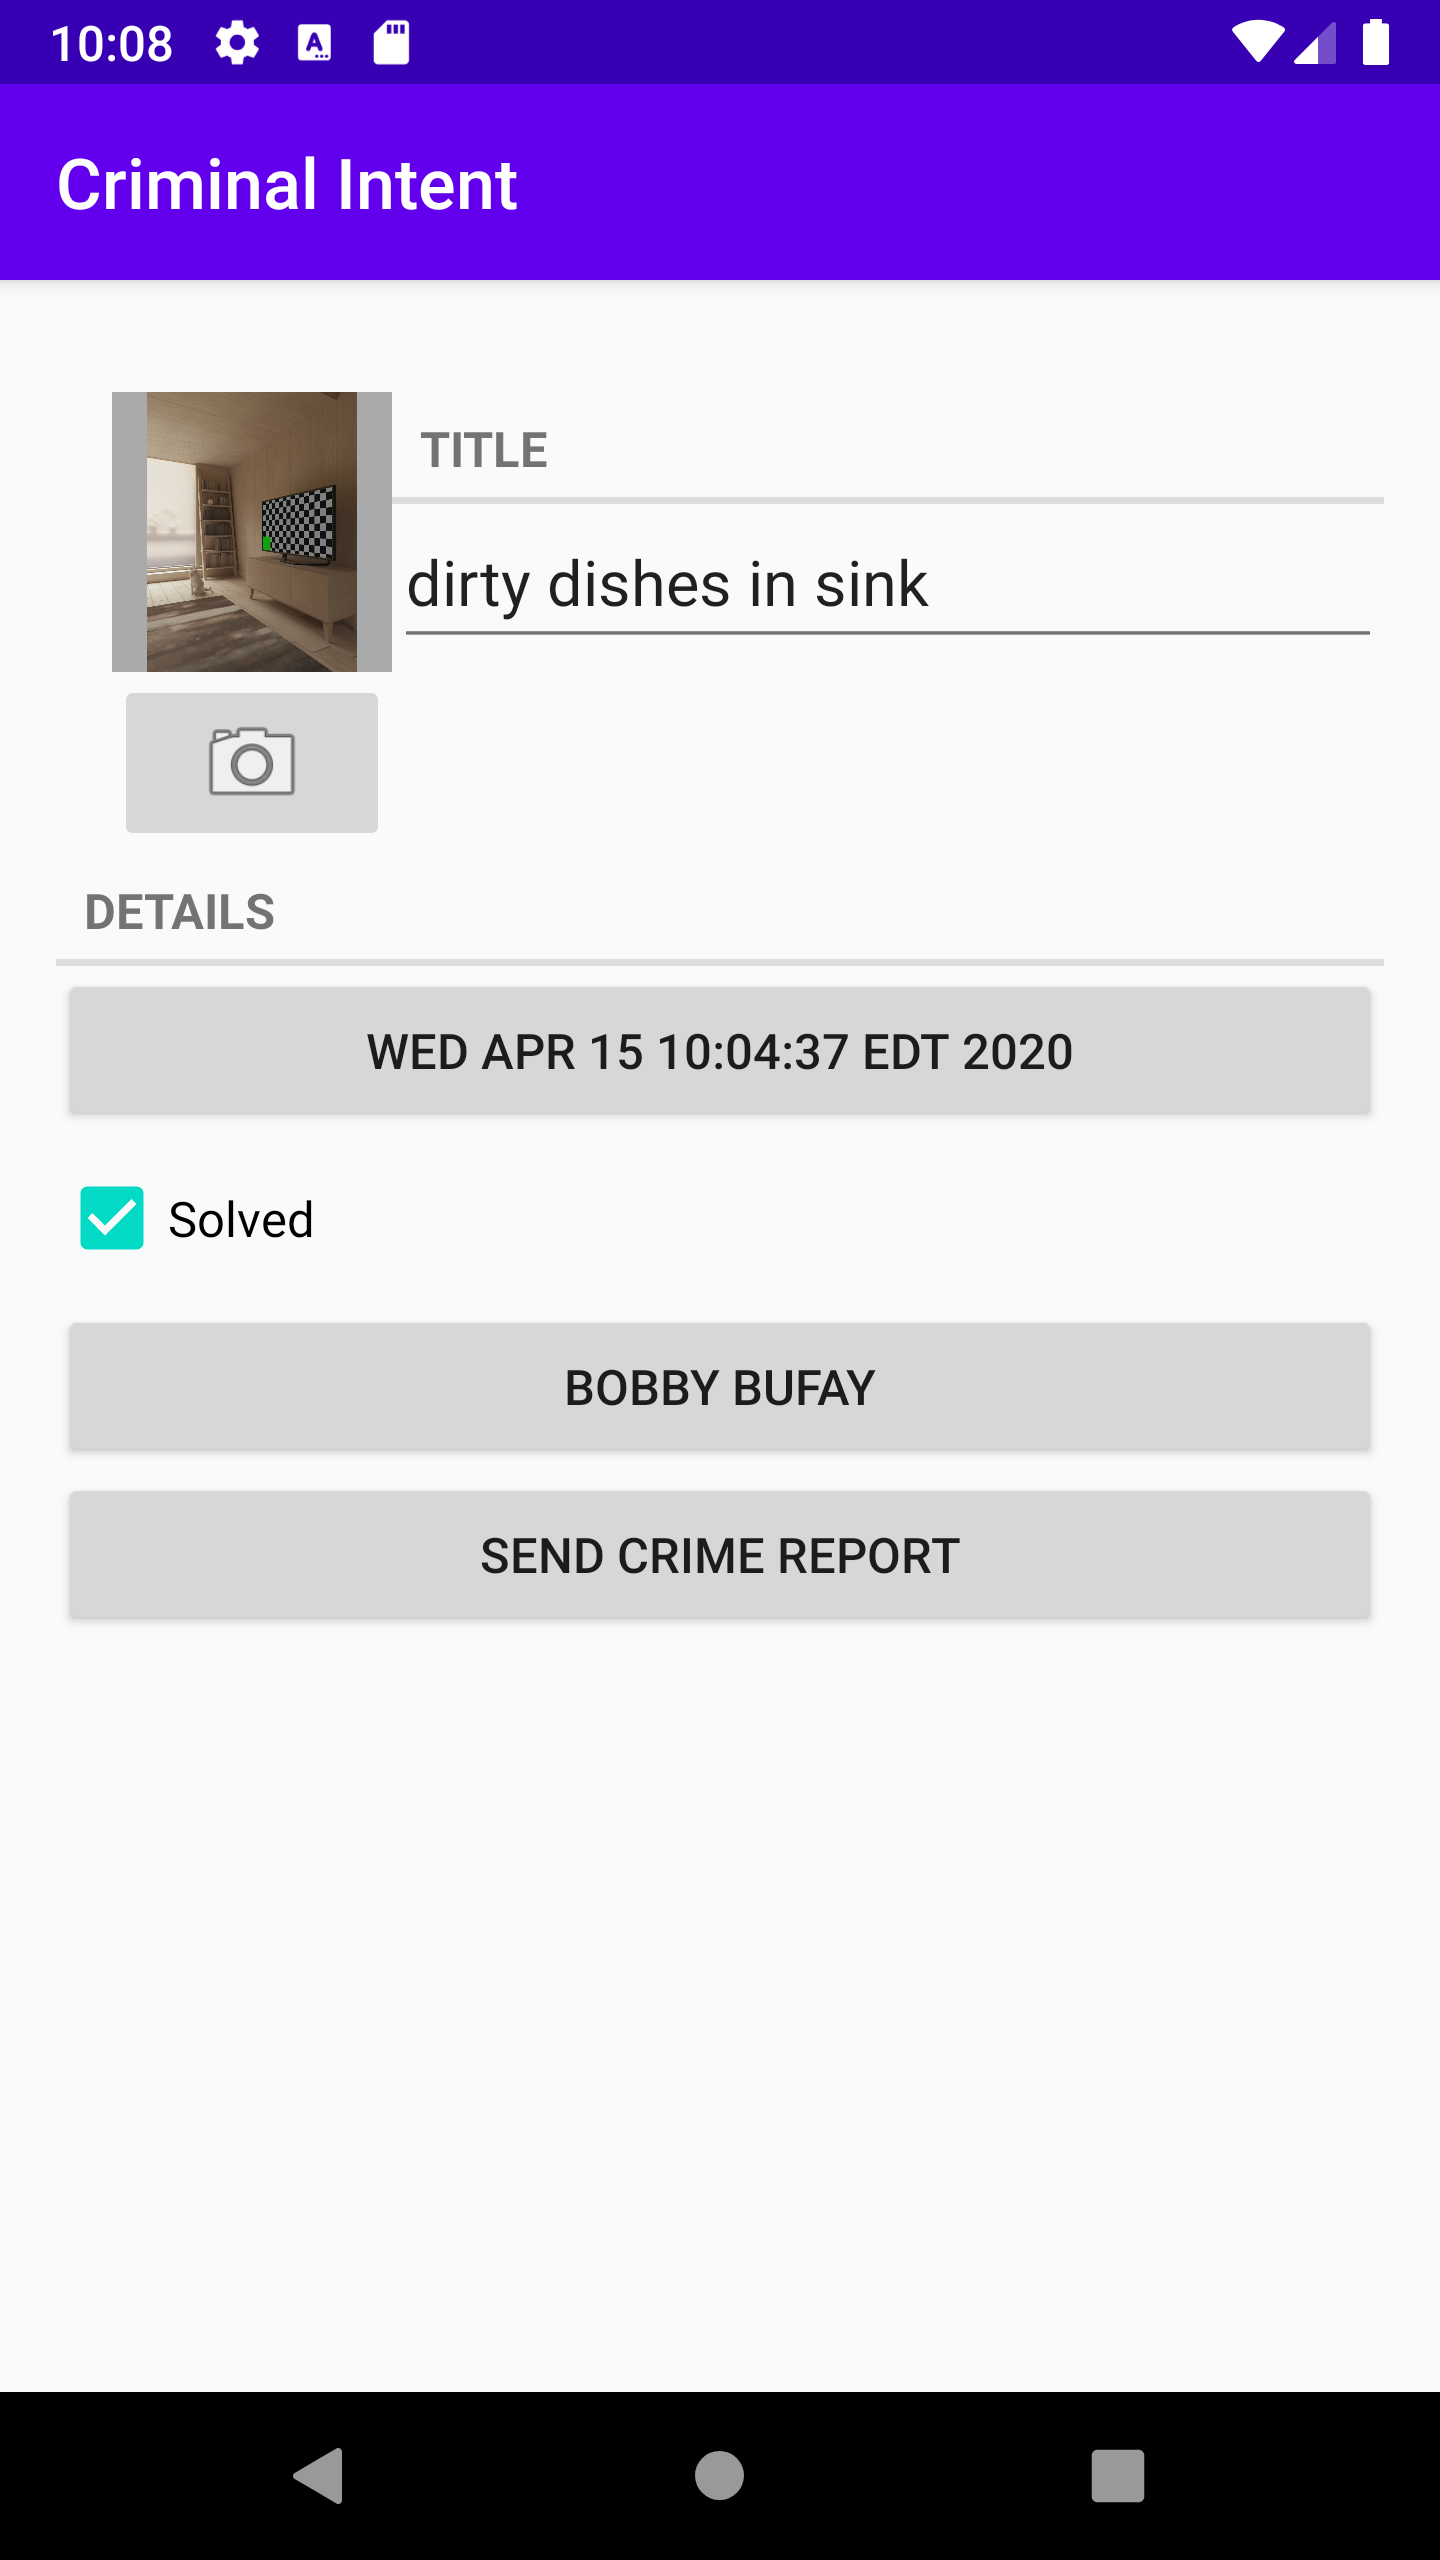 10:08
Criminal Intent
TITLE
dirty dishes in sink
DETAILS
WED APR 15 10:04:37 EDT 2020
Solved
BOBBY BUFAY
SEND CRIME REPORT